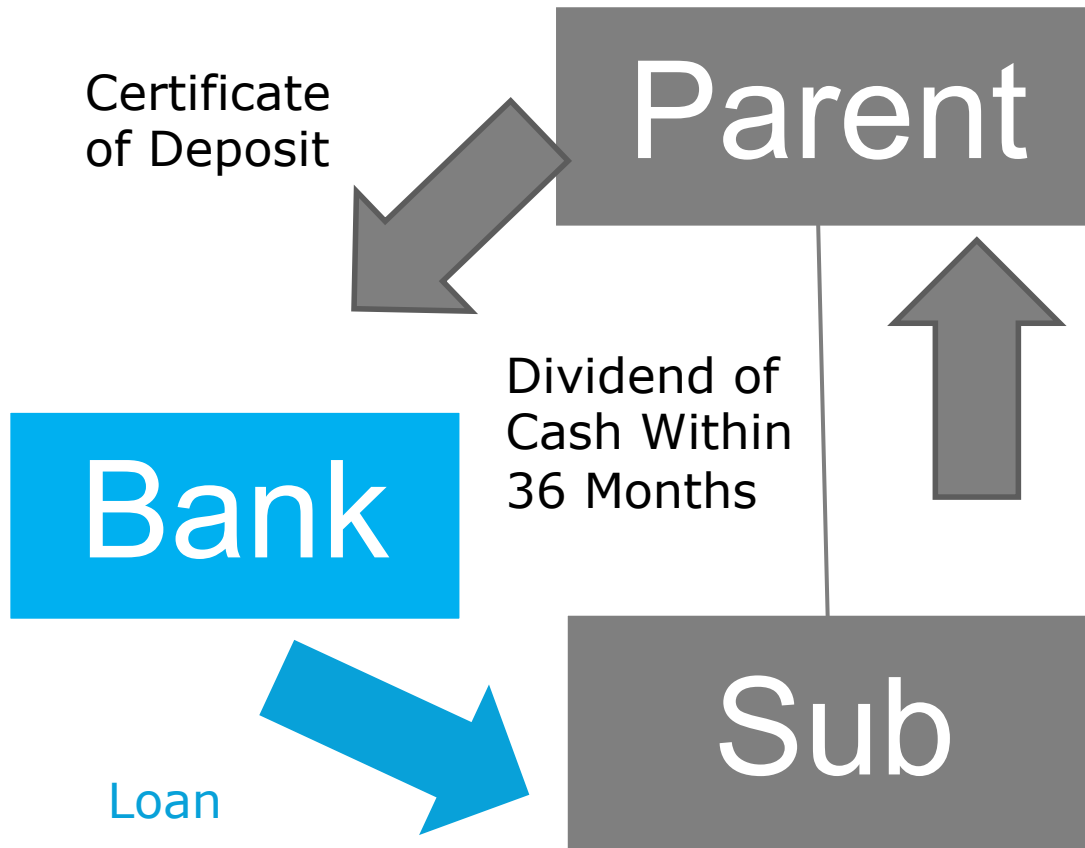 Parent
Certificate
of Deposit
Dividend of
Cash Within
36 Months
Bank
Sub
Loan